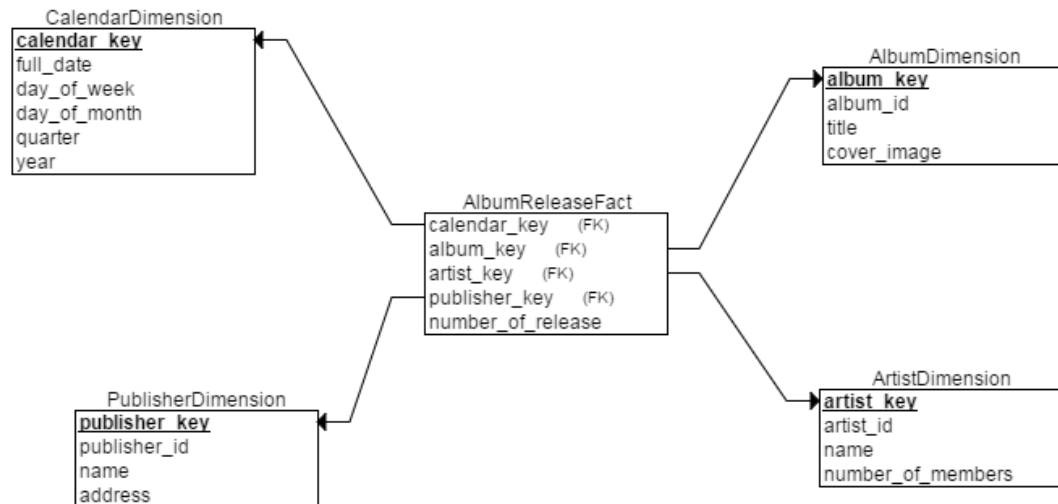 CalendarDimension
calendar_key
full_date
day_of_week
day_of_month
quarter
year
AlbumDimension
album_key
album_id
title
cover_image
AlbumReleaseFact
calendar_key (FK)
album_key (FK)
artist_key (FK)
publisher_key (FK)
number_of_release
PublisherDimension
publisher_key
publisher_id
name
address
ArtistDimension
artist_key
artist_id
name
number_of_members